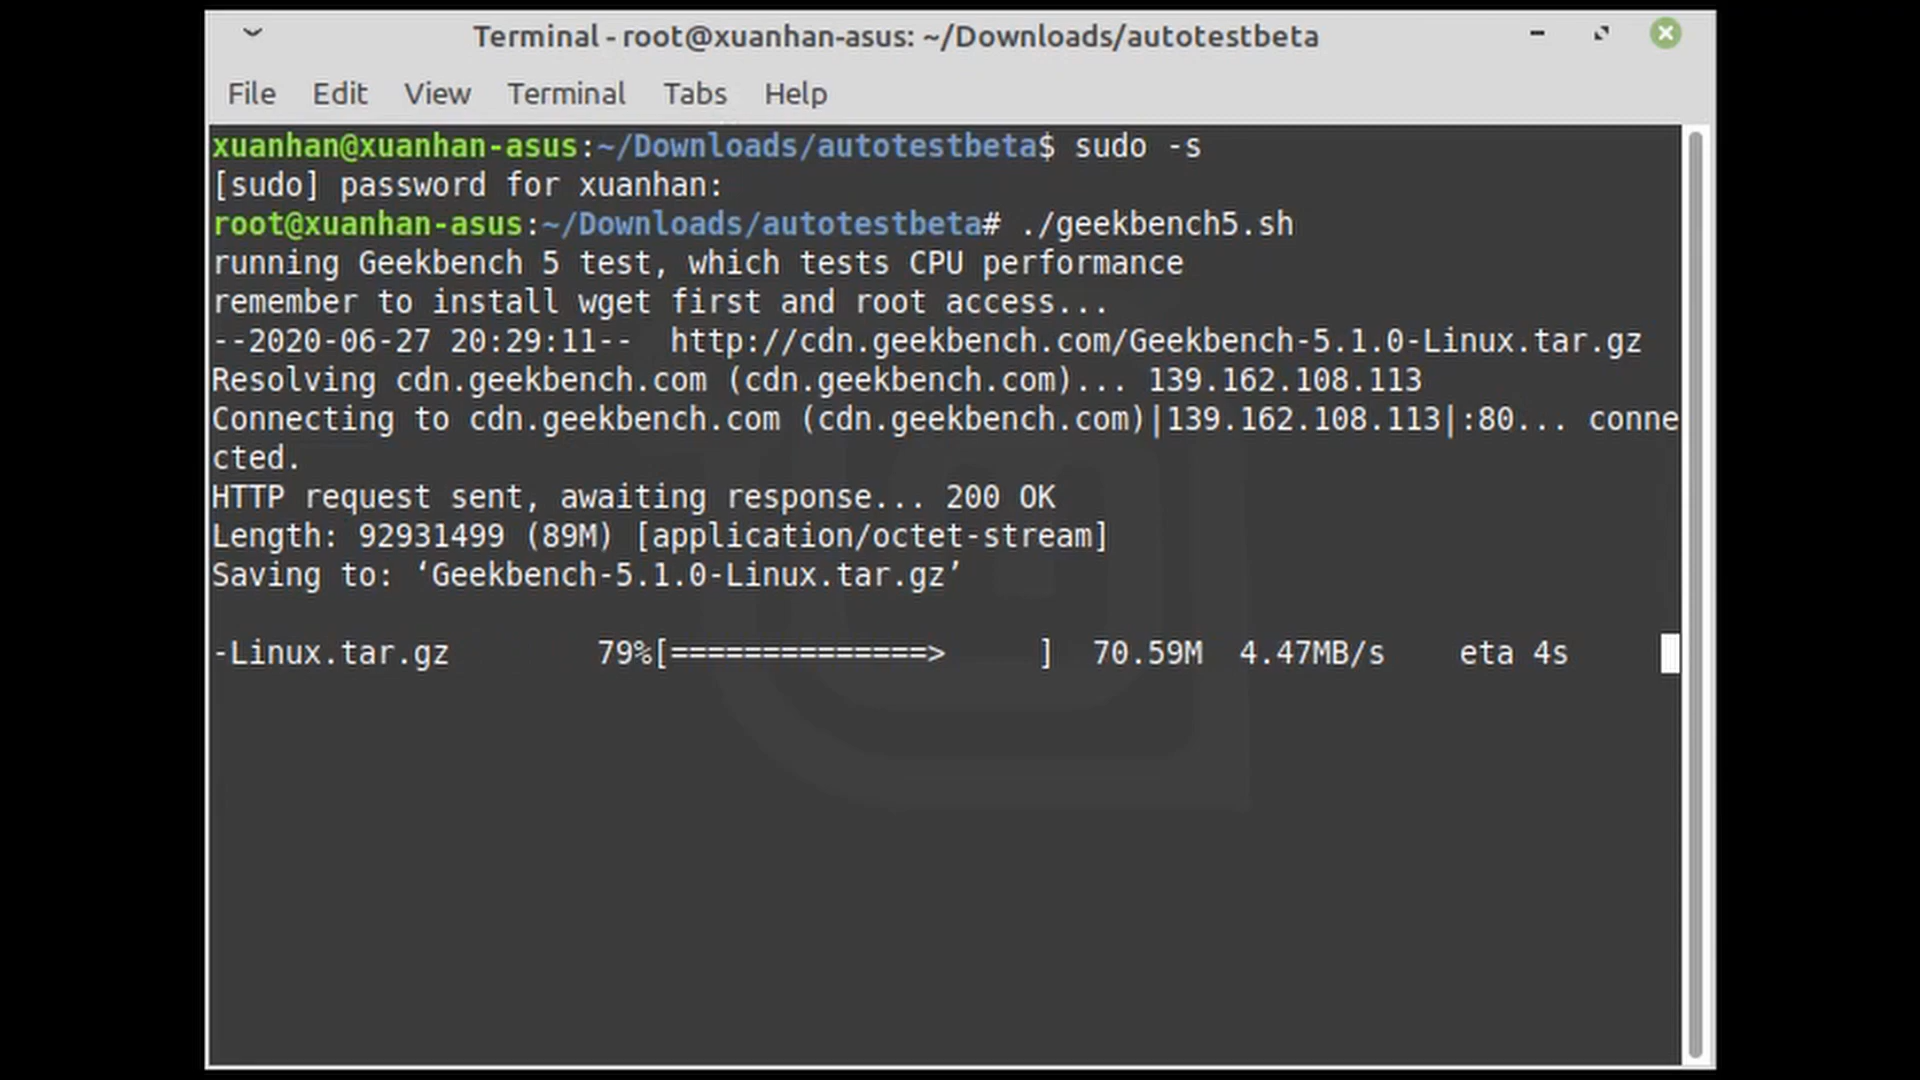 Terminal - root@xuanhan-asus: ~/Downloads/autotestbeta
File Edit View Terminal Tabs Help
xuanhan@xuanhan-asus:~/Downloads/autotestbeta$ sudo -s
[sudo] password for xuanhan:
root@xuanhan-asus:~/Downloads/autotestbeta# ./geekbench5.sh
running Geekbench 5 test, which tests CPU performance
remember to install wget first and root access...
--2020-06-27 20:29:11--  http://cdn.geekbench.com/Geekbench-5.1.0-Linux.tar.gz
Resolving cdn.geekbench.com (cdn.geekbench.com)... 139.162.108.113
Connecting to cdn.geekbench.com (cdn.geekbench.com)|139.162.108.113|:80... conne
cted.
HTTP request sent, awaiting response... 200 OK
Length: 92931499 (89M) [application/octet-stream]
Saving to: ‘Geekbench-5.1.0-Linux.tar.gz’
-Linux.tar.gz        79%[==============>     ]  70.59M  4.47MB/s    eta 4s